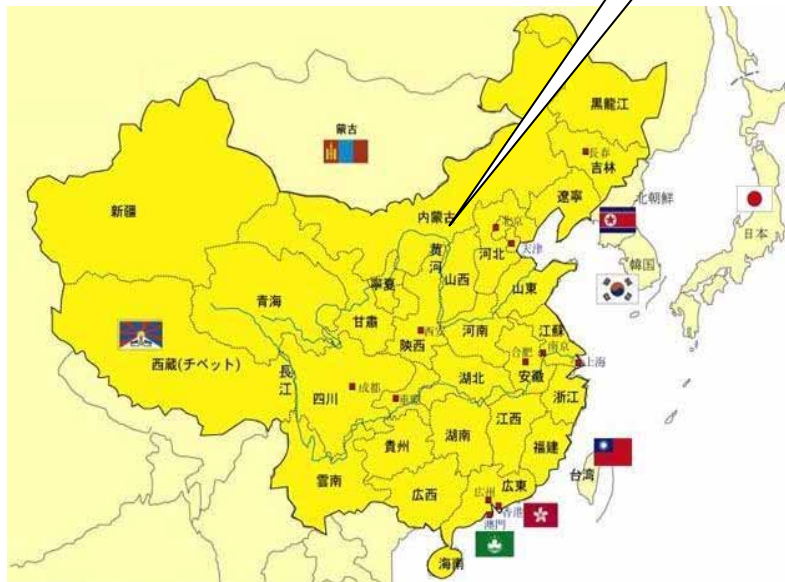 黒龍江
長春
吉林
蒙古
遼寧
北朝鮮
新疆
内蒙古
北京
日本
黄河
河北
天津
山西
韓国
寧夏
山東
青海
甘粛
西安
陕西
河南
江蘇
南京
合肥
西蔵(チベット)
安徽
上海
長江
四川
成都
湖北
浙江
重慶
江西
湖南
貴州
福建
台湾
雲南
広西
広州
広東
香港
澳門
海南